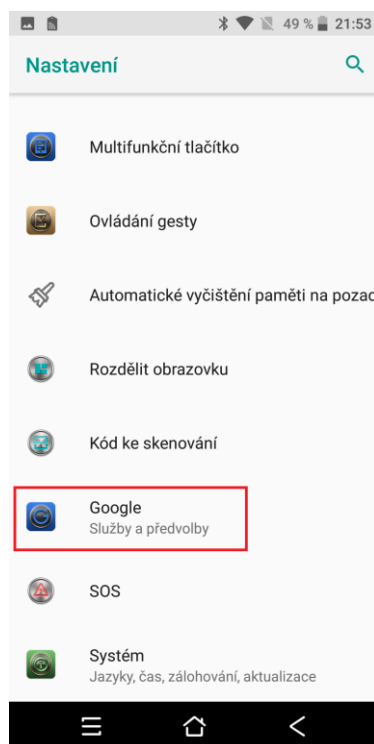 49 % 21:53
Nastavení
Multifunkční tlačítko
Ovládání gesty
Automatické vyčištění paměti na pozad
Rozdělit obrazovku
Kód ke skenování
Google
Služby a předvolby
SOS
Systém
Jazyky, čas, zálohování, aktualizace